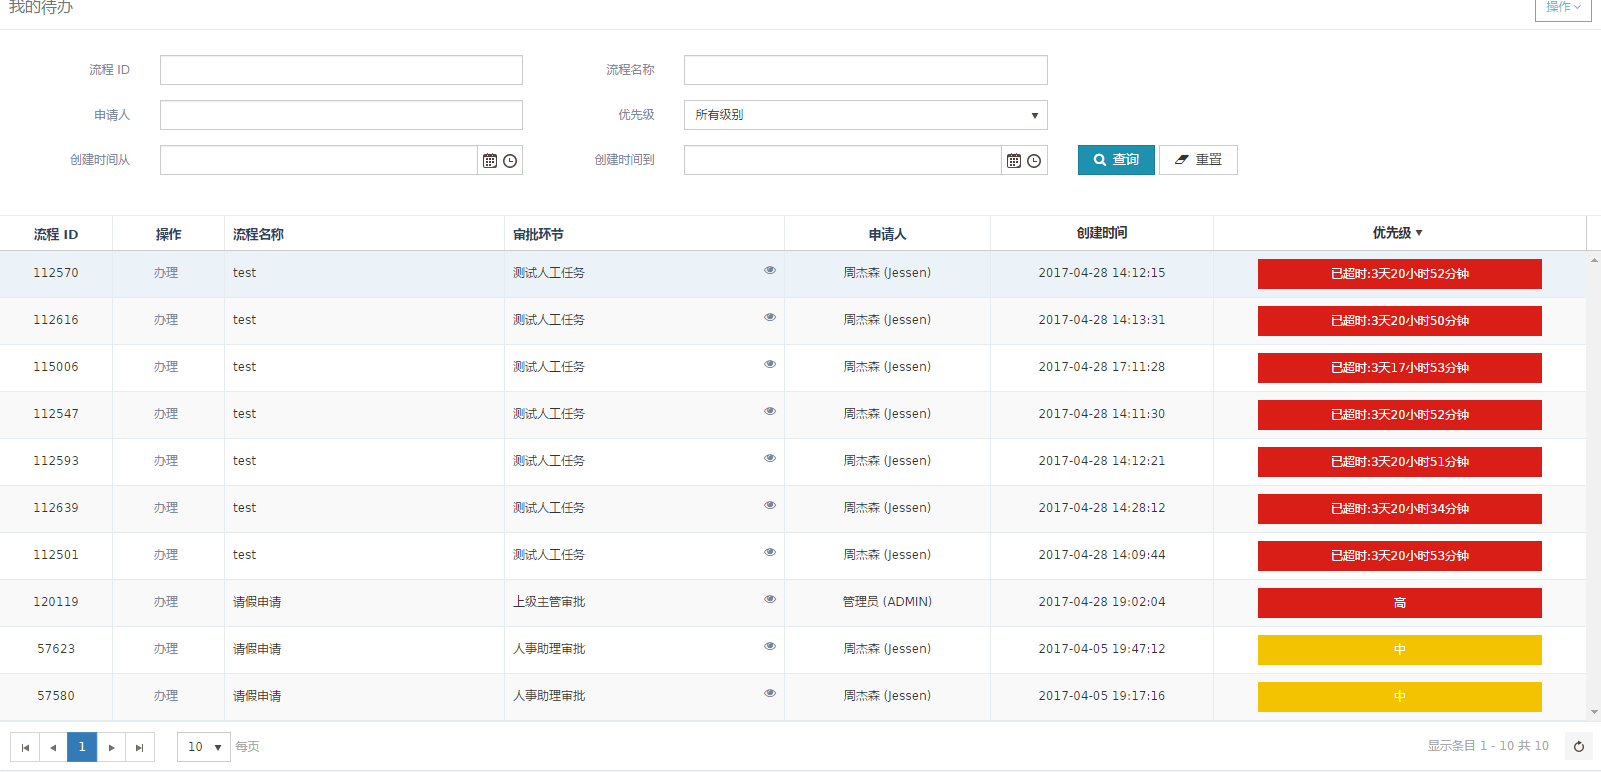 我的待办 操作
流程 ID 流程名称
申请人 优先级 所有级别
创建时间从 创建时间到 查询 重置
流程 ID 操作 流程名称 审批环节 申请人 创建时间 优先级
112570 办理 test 测试人工任务 周杰森 (Jessen) 2017-04-28 14:12:15 已超时:3天20小时52分钟
112616 办理 test 测试人工任务 周杰森 (Jessen) 2017-04-28 14:13:31 已超时:3天20小时50分钟
115006 办理 test 测试人工任务 周杰森 (Jessen) 2017-04-28 17:11:28 已超时:3天17小时53分钟
112547 办理 test 测试人工任务 周杰森 (Jessen) 2017-04-28 14:11:30 已超时:3天20小时52分钟
112593 办理 test 测试人工任务 周杰森 (Jessen) 2017-04-28 14:12:21 已超时:3天20小时51分钟
112639 办理 test 测试人工任务 周杰森 (Jessen) 2017-04-28 14:28:12 已超时:3天20小时34分钟
112501 办理 test 测试人工任务 周杰森 (Jessen) 2017-04-28 14:09:44 已超时:3天20小时53分钟
120119 办理 请假申请 上级主管审批 管理员 (ADMIN) 2017-04-28 19:02:04 高
57623 办理 请假申请 人事助理审批 周杰森 (Jessen) 2017-04-05 19:47:12 中
57580 办理 请假申请 人事助理审批 周杰森 (Jessen) 2017-04-05 19:17:16 中
1 10 每页 显示条目 1 - 10 共 10